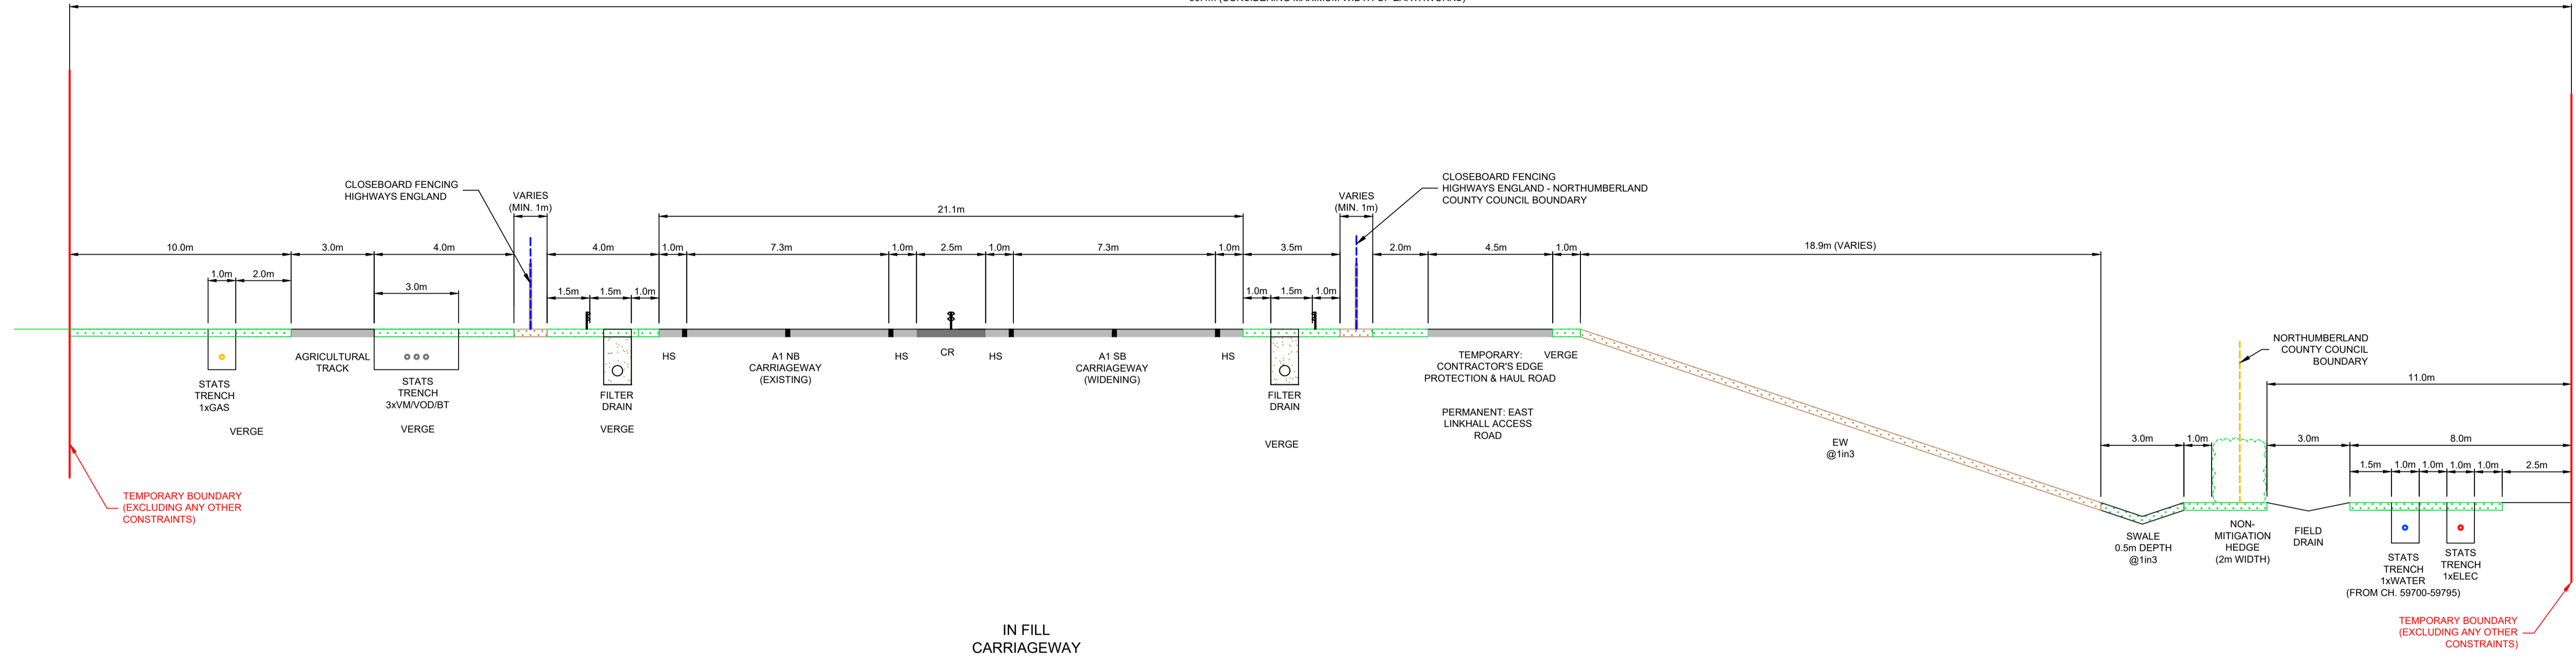 (CONSIDERING MAXIMUM WIDTH OF EARTHWORKS)
CLOSEBOARD FENCING
HIGHWAYS ENGLAND
VARIES
(MIN. 1m)
21.1m
VARIES
(MIN. 1m)
CLOSEBOARD FENCING
HIGHWAYS ENGLAND - NORTHUMBERLAND
COUNTY COUNCIL BOUNDARY
10.0m
3.0m
4.0m
4.0m
1.0m
7.3m
1.0m
2.5m
1.0m
7.3m
1.0m
3.5m
2.0m
4.5m
1.0m
18.9m (VARIES)
1.0m
2.0m
3.0m
1.5m
1.5m
1.0m
1.0m
1.5m
1.0m
STATS
TRENCH
1xGAS
VERGE
AGRICULTURAL
TRACK
STATS
TRENCH
3xVM/VOD/BT
VERGE
FILTER
DRAIN
VERGE
HS
A1 NB
CARRIAGEWAY
(EXISTING)
HS
CR
HS
A1 SB
CARRIAGEWAY
(WIDENING)
HS
FILTER
DRAIN
VERGE
TEMPORARY:
CONTRACTOR'S EDGE
PROTECTION & HAUL ROAD
PERMANENT: EAST
LINKHALL ACCESS
ROAD
VERGE
EW
@1in3
NORTHUMBERLAND
COUNTY COUNCIL
BOUNDARY
11.0m
3.0m
1.0m
3.0m
8.0m
1.5m
1.0m
1.0m
1.0m
1.0m
2.5m
SWALE
0.5m DEPTH
@1in3
NON-
MITIGATION
HEDGE
(2m WIDTH)
FIELD
DRAIN
STATS
TRENCH
1xWATER
(FROM CH. 59700-59795)
STATS
TRENCH
1xELEC
TEMPORARY BOUNDARY
(EXCLUDING ANY OTHER
CONSTRAINTS)
TEMPORARY BOUNDARY
(EXCLUDING ANY OTHER
CONSTRAINTS)
IN FILL
CARRIAGEWAY